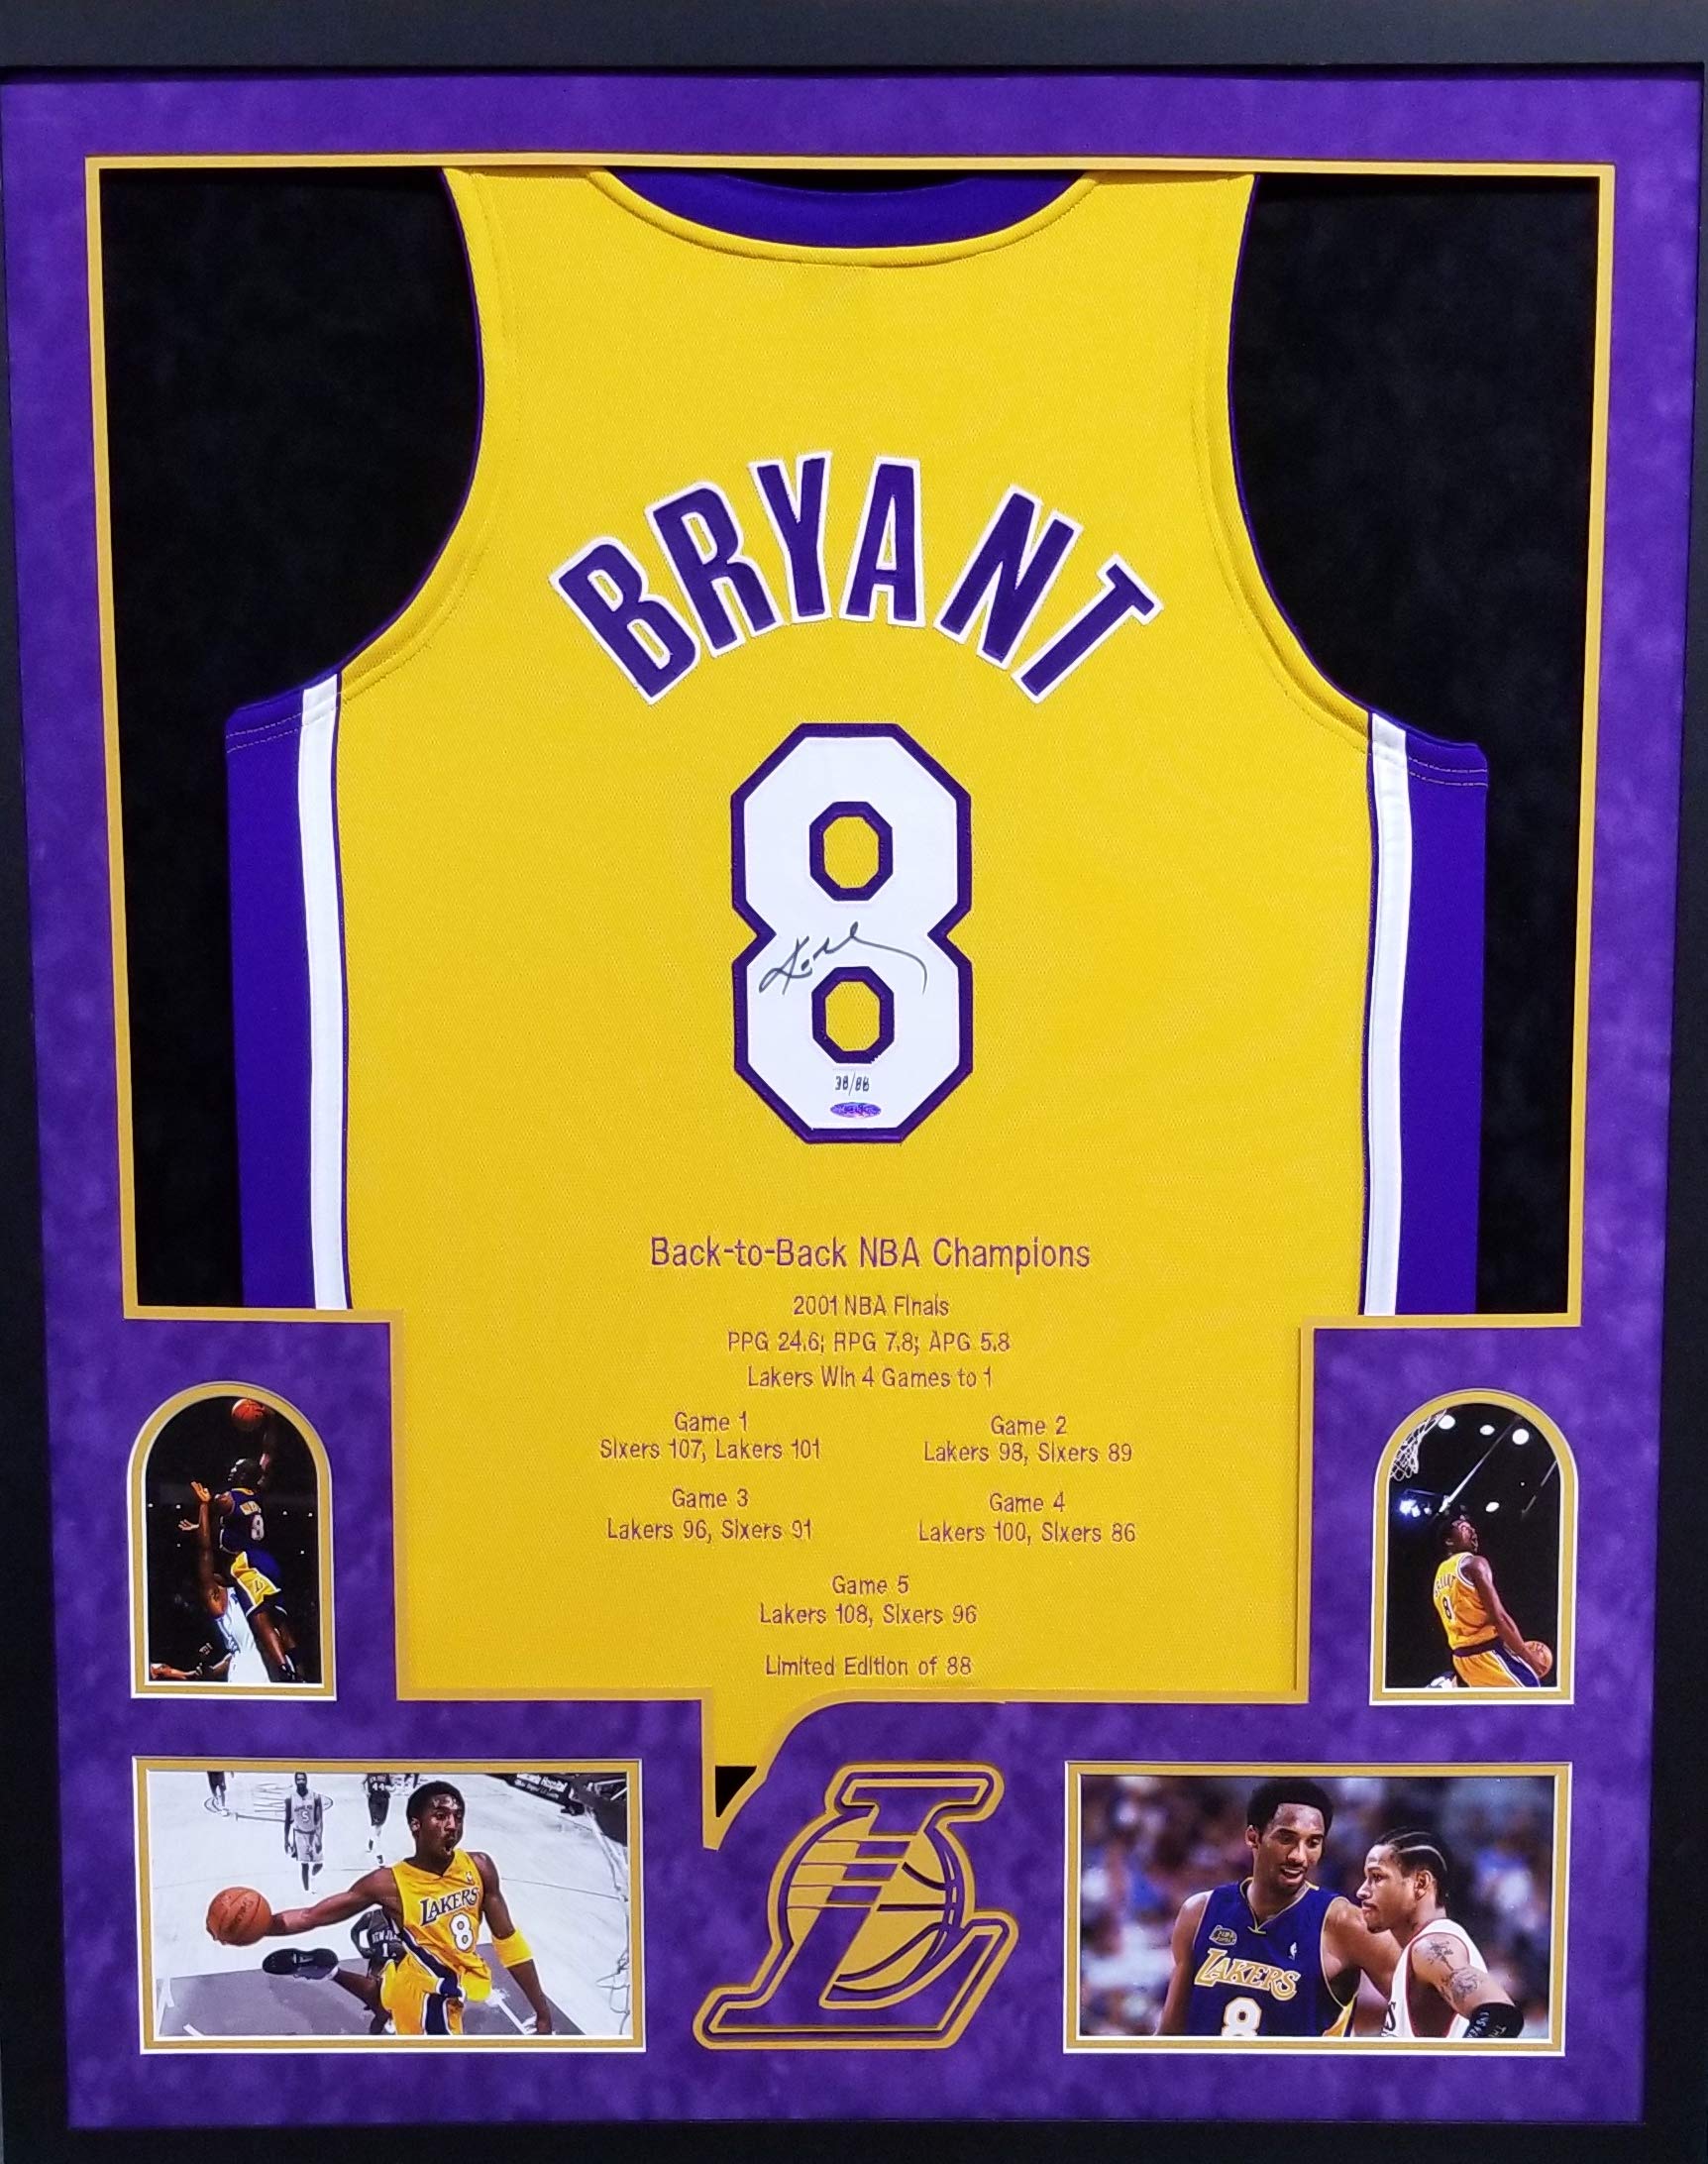 BRYANT
8
38/88
Back-to-Back NBA Champions
2001 NBA Finals
PPG 24.6; RPG 7.8; APG 5.8
Lakers Win 4 Games to 1
Game 1
Sixers 107, Lakers 101
Game 2
Lakers 98, Sixers 89
Game 3
Lakers 96, Sixers 91
Game 4
Lakers 100, Sixers 86
Game 5
Lakers 108, Sixers 96
Limited Edition of 88
8
8
LAKERS
8
LAKERS
8